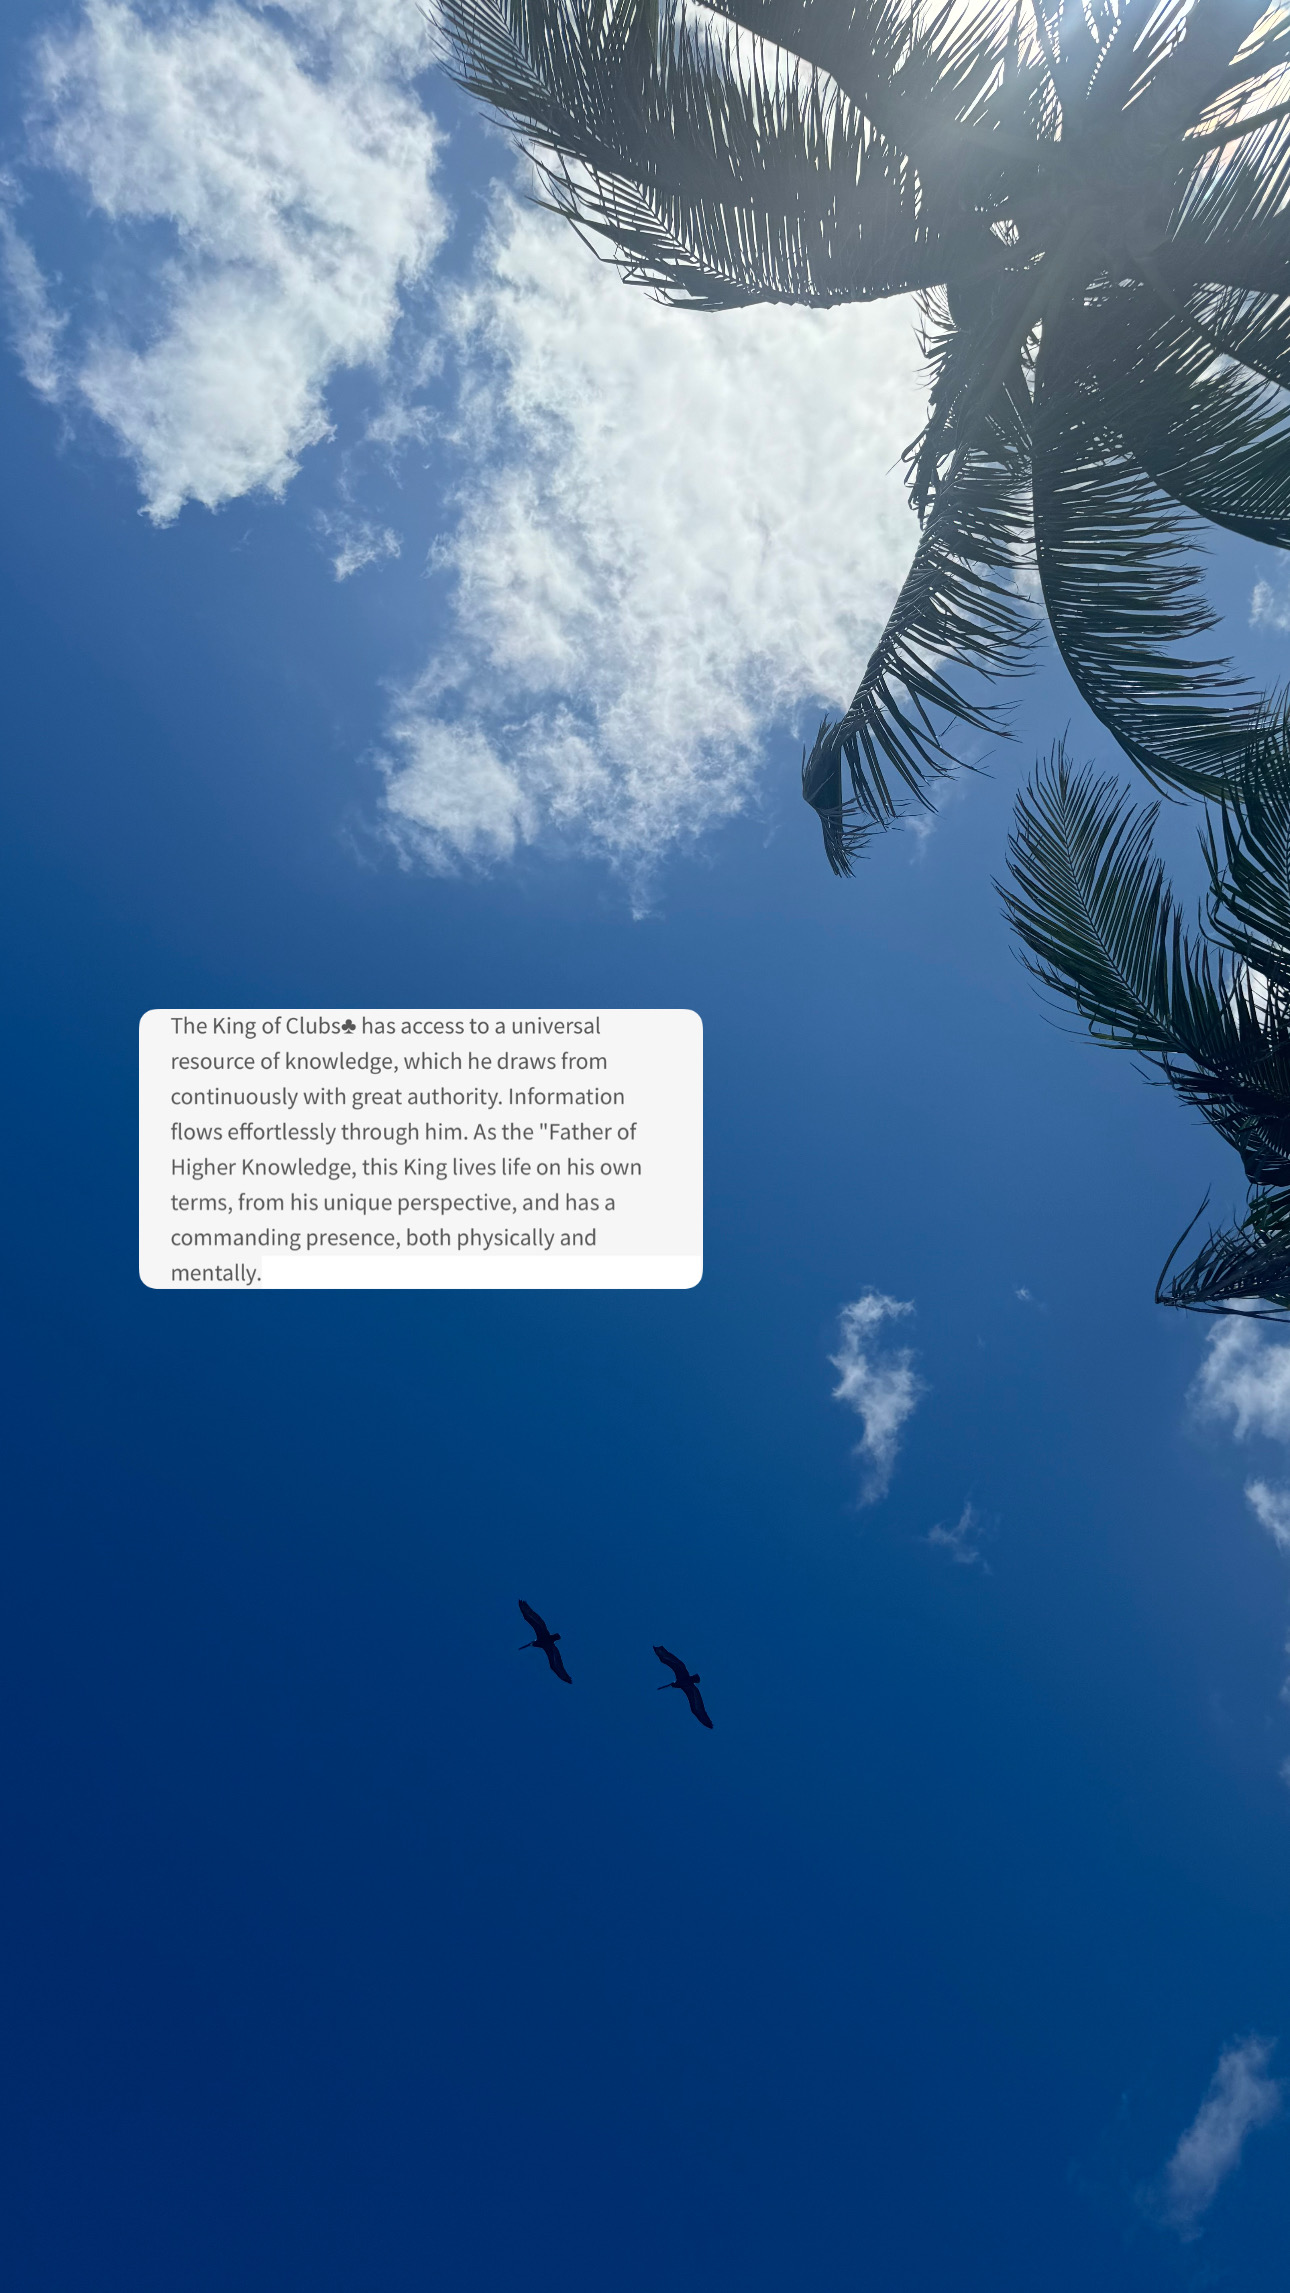 The King of Clubs♣ has access to a universal
resource of knowledge, which he draws from
continuously with great authority. Information
flows effortlessly through him. As the "Father of
Higher Knowledge, this King lives life on his own
terms, from his unique perspective, and has a
commanding presence, both physically and
mentally.